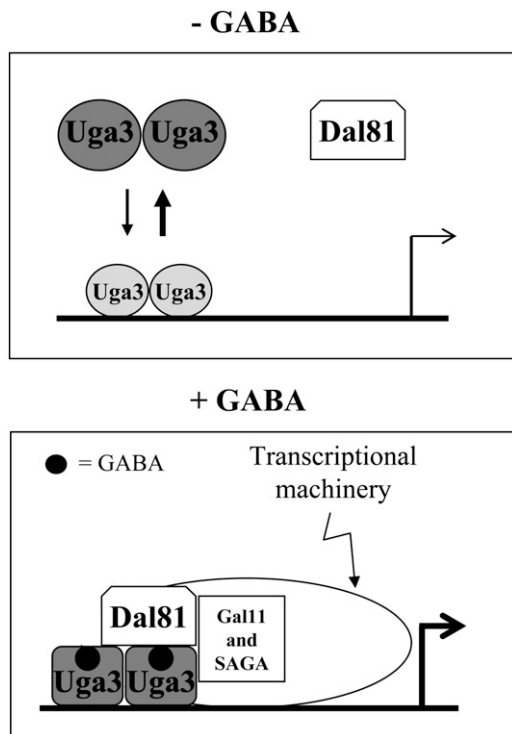 - GABA
Uga3 Uga3
Dal81
Uga3 Uga3
+ GABA
= GABA
Transcriptional
machinery
Dal81
Gal11
and
SAGA
Uga3 Uga3